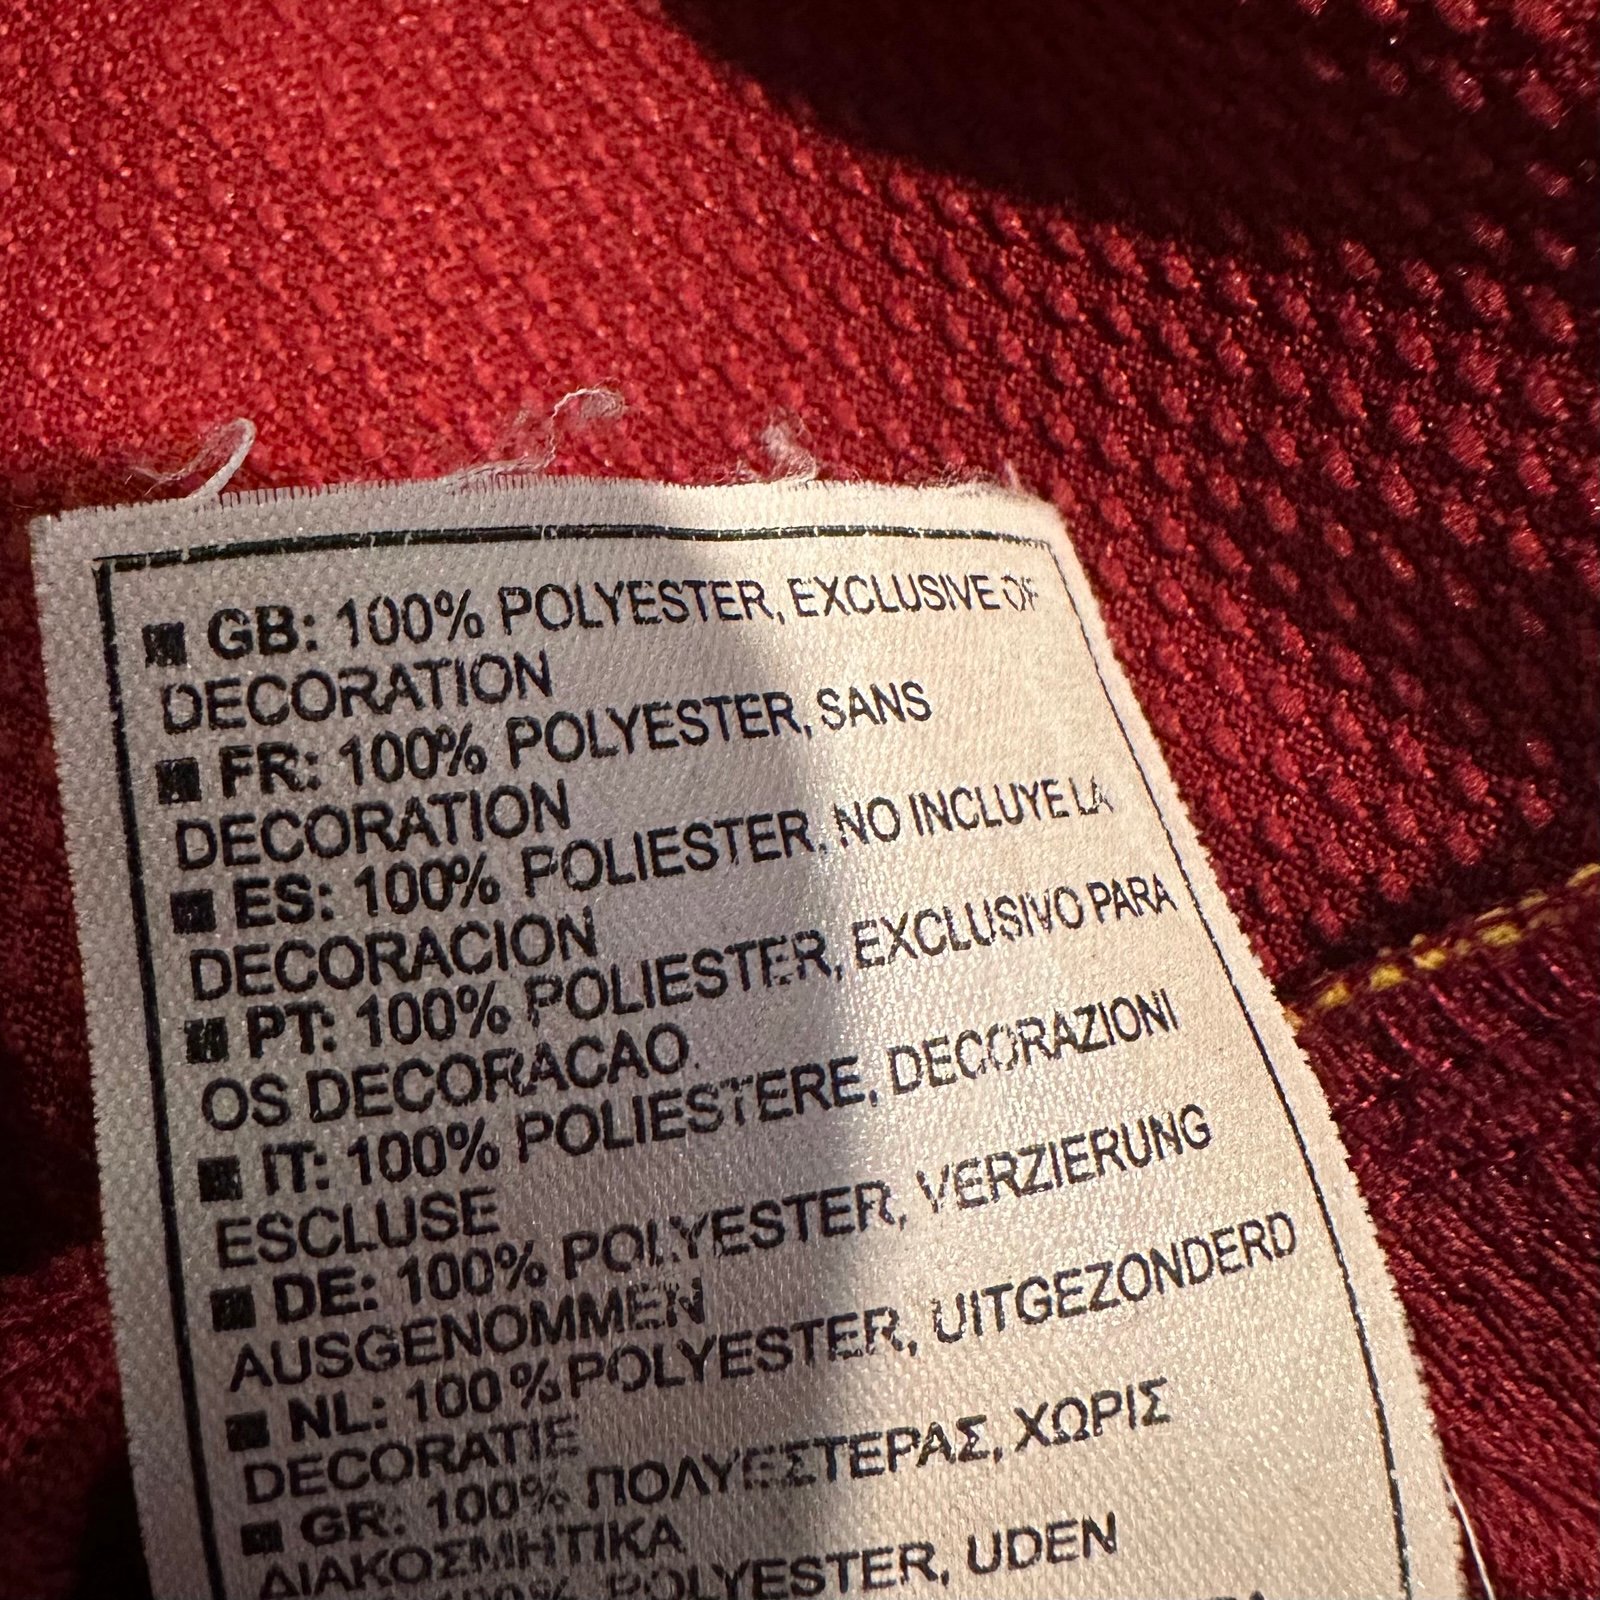 ■ GB: 100% POLYESTER, EXCLUSIVE OF
DECORATION
■ FR: 100% POLYESTER, SANS
DECORATION
■ ES: 100% POLIESTER, NO INCLUYE LA
DECORACION
■ PT: 100% POLIESTER, EXCLUSIVO PARA
OS DECORACAO.
■ IT: 100% POLIESTERE, DECORAZIONI
ESCLUSE
■ DE: 100% POLYESTER, VERZIERUNG
AUSGENOMMEN
■ NL: 100% POLYESTER, UITGEZONDERD
DECORATIE
■ GR: 100% ΠΟΛΥΕΣΤΕΡΑΣ, ΧΩΡΙΣ
ΔΙΑΚΟΣΜΗΤΙΚΑ
100% POLYESTER, UDEN